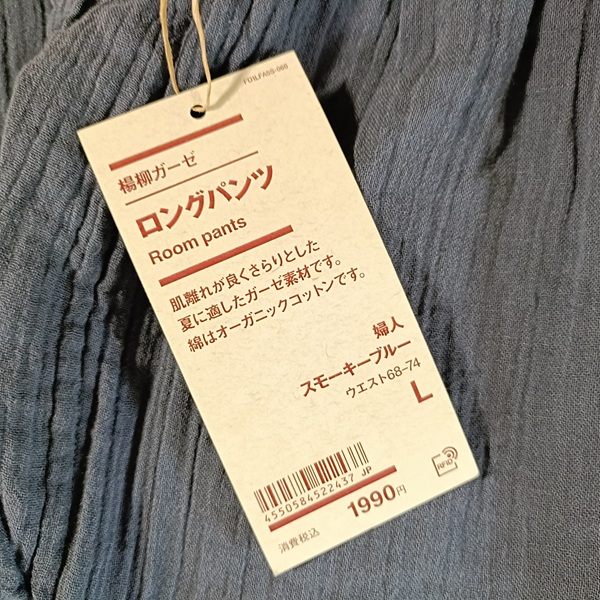 楊柳ガーゼ
ロングパンツ
Room pants
肌離れが良くさらりとした
夏に適したガーゼ素材です。
綿はオーガニックコットンです。
婦人
スモーキーブルー
ウエスト68-74
L
RFID
4550584522437 JP
1990円
消費税込